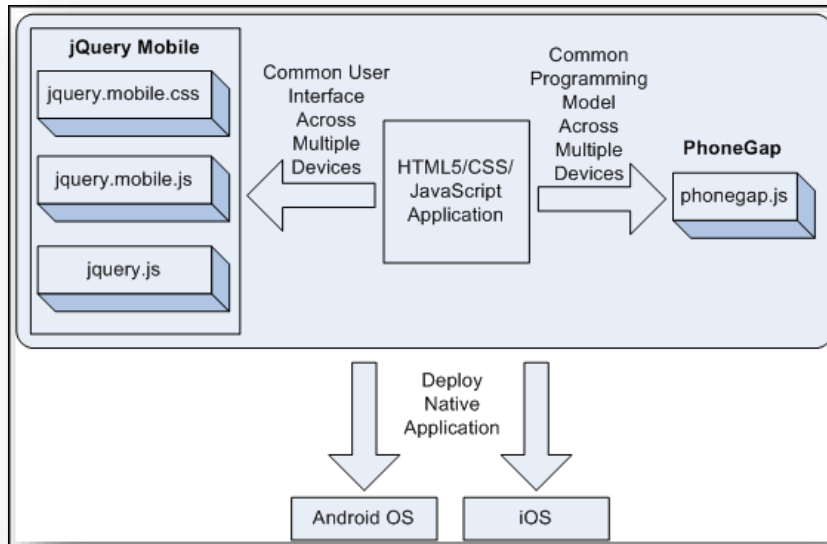 jQuery Mobile
jquery.mobile.css
jquery.mobile.js
jquery.js
Common User
Interface
Across
Multiple
Devices
HTML5/CSS/
JavaScript
Application
Common
Programming
Model
Across
Multiple
Devices
PhoneGap
phonegap.js
Deploy
Native
Application
Android OS
iOS